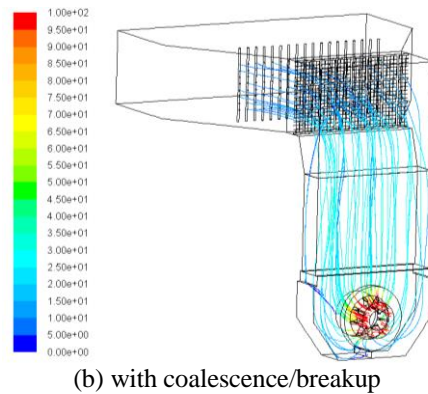 1.00e+02
9.50e+01
9.00e+01
8.50e+01
8.00e+01
7.50e+01
7.00e+01
6.50e+01
6.00e+01
5.50e+01
5.00e+01
4.50e+01
4.00e+01
3.50e+01
3.00e+01
2.50e+01
2.00e+01
1.50e+01
1.00e+01
5.00e+00
0.00e+00
(b) with coalescence/breakup